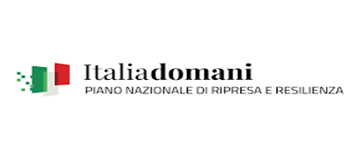 Italiadomani
PIANO NAZIONALE DI RIPRESA E RESILIENZA